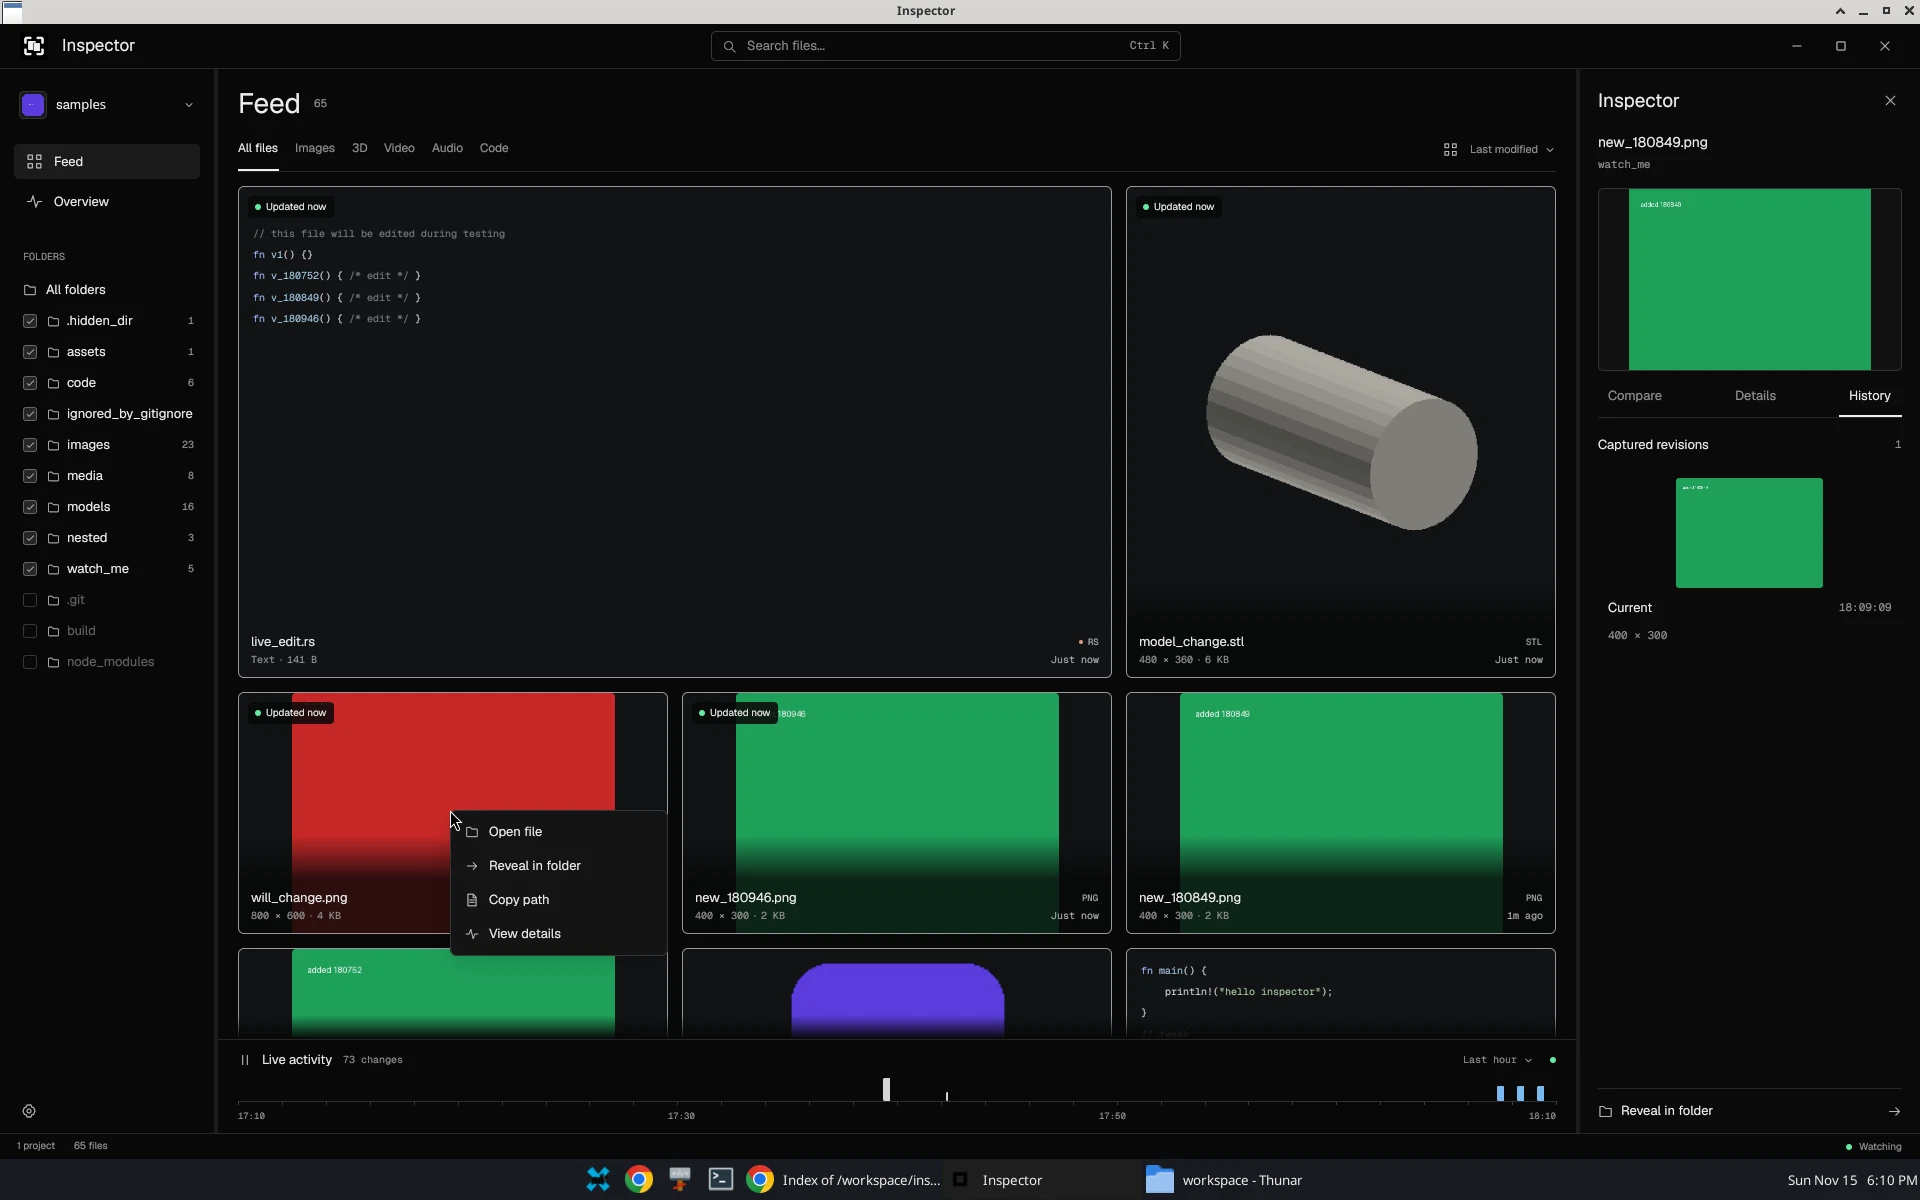 Inspector
Inspector
Search files...
Ctrl K
samples
Feed
Overview
FOLDERS
All folders
.hidden_dir 1
assets 1
code 6
ignored_by_gitignore
images 23
media 8
models 16
nested 3
watch_me 5
.git
build
node_modules
Feed 65
All files Images 3D Video Audio Code
Last modified
Updated now
// this file will be edited during testing
fn v1() {}
fn v_180752() { /* edit */ }
fn v_180849() { /* edit */ }
fn v_180946() { /* edit */ }
live_edit.rs
RS
Text · 141 B
Just now
Updated now
model_change.stl
STL
480 × 360 · 6 KB
Just now
Updated now
will_change.png
800 × 600 · 4 KB
Open file
Reveal in folder
Copy path
View details
Updated now
180946
new_180946.png
PNG
400 × 300 · 2 KB
Just now
added 180849
new_180849.png
PNG
400 × 300 · 2 KB
1m ago
added 180752
fn main() {
println!("hello inspector");
}
// tweak
Live activity 73 changes
Last hour
17:10
17:30
17:50
18:10
Inspector
new_180849.png
watch_me
added 180849
Compare Details History
Captured revisions 1
Current 18:09:09
400 × 300
Reveal in folder
1 project 65 files
Watching
Index of /workspace/ins...
Inspector
workspace - Thunar
Sun Nov 15 6:10 PM